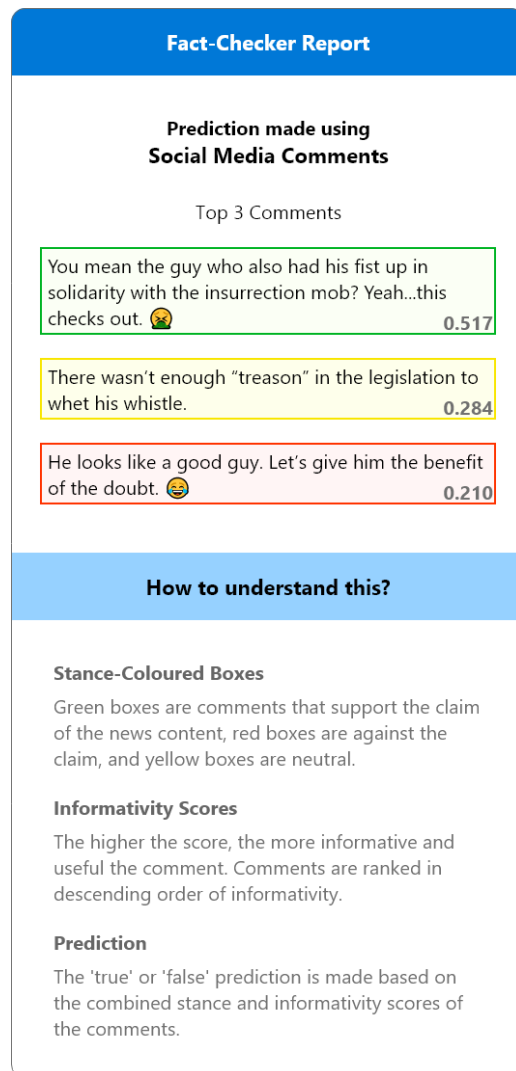 Fact-Checker Report
Prediction made using
Social Media Comments
Top 3 Comments
You mean the guy who also had his fist up in
solidarity with the insurrection mob? Yeah...this
checks out. 🤮
0.517
There wasn’t enough “treason” in the legislation to
whet his whistle.
0.284
He looks like a good guy. Let’s give him the benefit
of the doubt. 😂
0.210
How to understand this?
Stance-Coloured Boxes
Green boxes are comments that support the claim
of the news content, red boxes are against the
claim, and yellow boxes are neutral.
Informativity Scores
The higher the score, the more informative and
useful the comment. Comments are ranked in
descending order of informativity.
Prediction
The 'true' or 'false' prediction is made based on
the combined stance and informativity scores of
the comments.